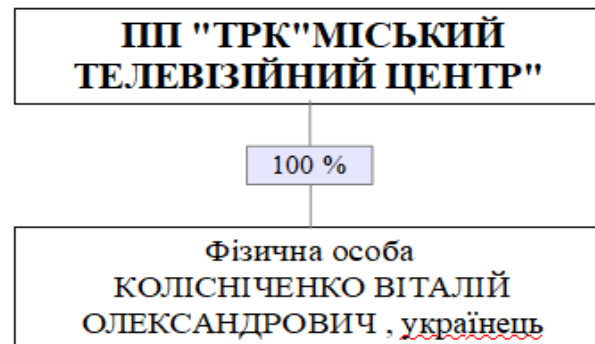 ПП "ТРК"МІСЬКИЙ
ТЕЛЕВІЗІЙНИЙ ЦЕНТР"
100 %
Фізична особа
КОЛІСНІЧЕНКО ВІТАЛІЙ
ОЛЕКСАНДРОВИЧ , українець